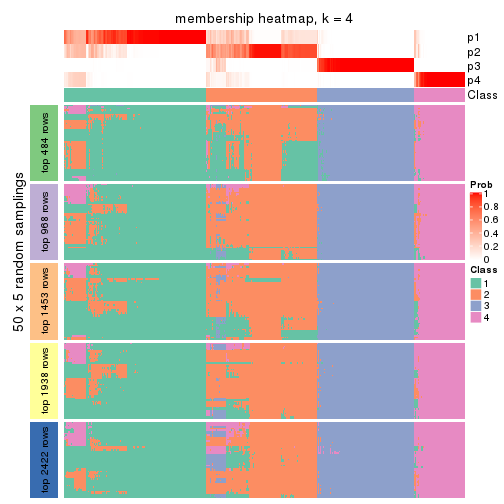 membership heatmap, k = 4
p1
p2
p3
p4
Class
50 x 5 random samplings
top 484 rows
top 968 rows
top 1453 rows
top 1938 rows
top 2422 rows
Prob
1
0.8
0.6
0.4
0.2
0
Class
1
2
3
4